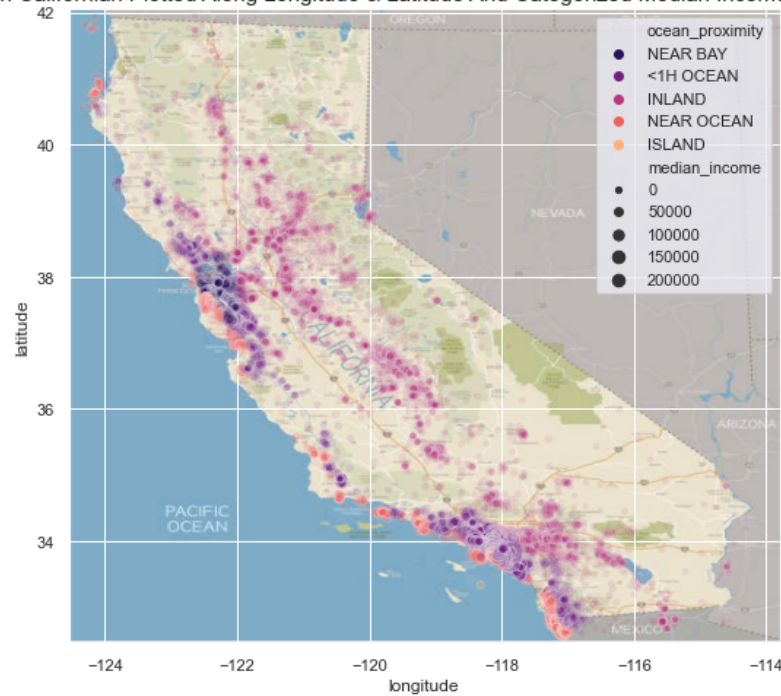 Californian Plotted Along Longitude & Latitude And Categorized Median Incom
ocean_proximity
NEAR BAY
<1H OCEAN
INLAND
NEAR OCEAN
ISLAND
median_income
0
50000
100000
150000
200000
42
40
38
36
34
latitude
OREGON
NEVADA
CALIFORNIA
ARIZONA
PACIFIC
OCEAN
MEXICO
−124
−122
−120
−118
−116
−114
longitude